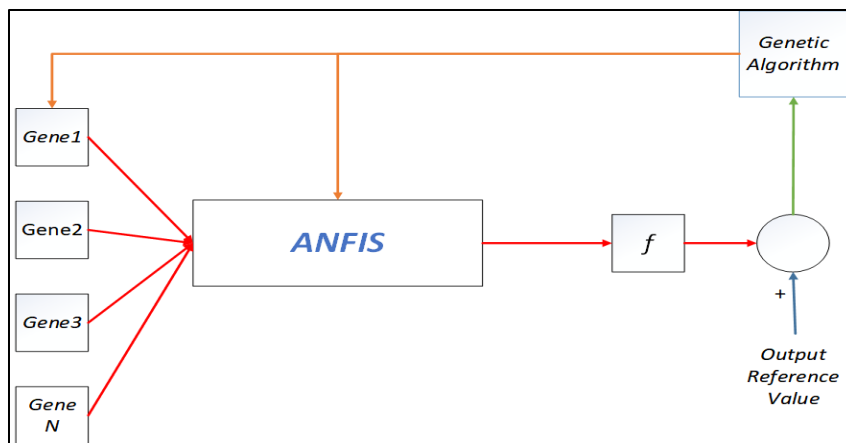 Genetic
Algorithm
Gene1
Gene2
ANFIS
f
+
Gene3
Output
Reference
Value
Gene
N